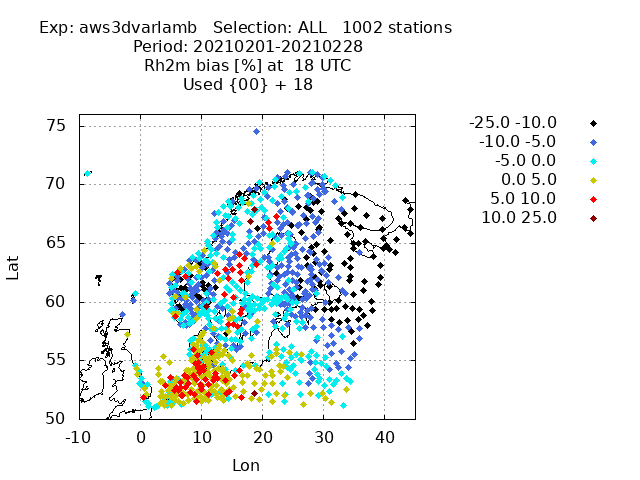 Exp: aws3dvarlamb   Selection: ALL   1002 stations
Period: 20210201-20210228
Rh2m bias [%] at  18 UTC
Used {00} + 18
-25.0 -10.0
-10.0 -5.0
-5.0 0.0
0.0 5.0
5.0 10.0
10.0 25.0
75
70
65
60
55
50
Lat
-10 0 10 20 30 40
Lon